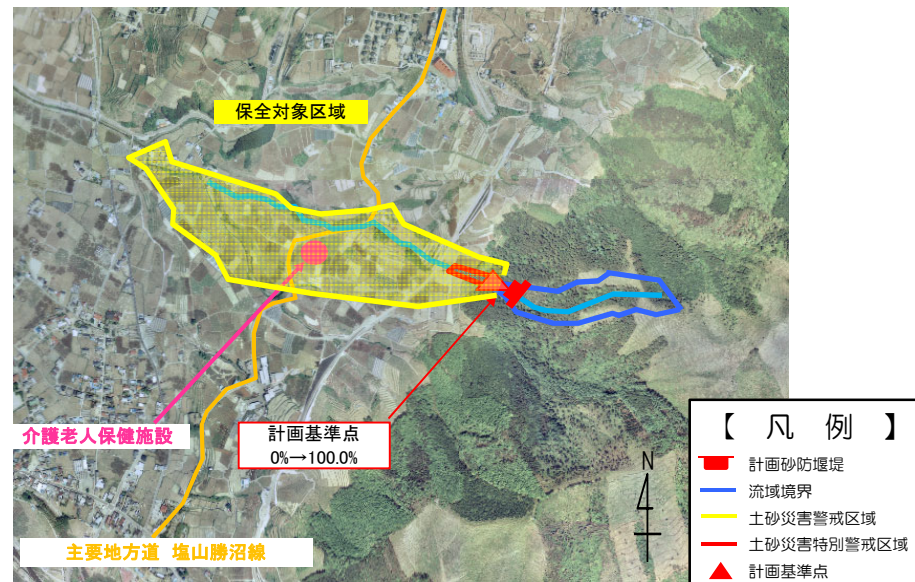 保全対象区域
介護老人保健施設
計画基準点
0%→100.0%
主要地方道 塩山勝沼線
N
【 凡 例 】
計画砂防堰堤
流域境界
土砂災害警戒区域
土砂災害特別警戒区域
計画基準点